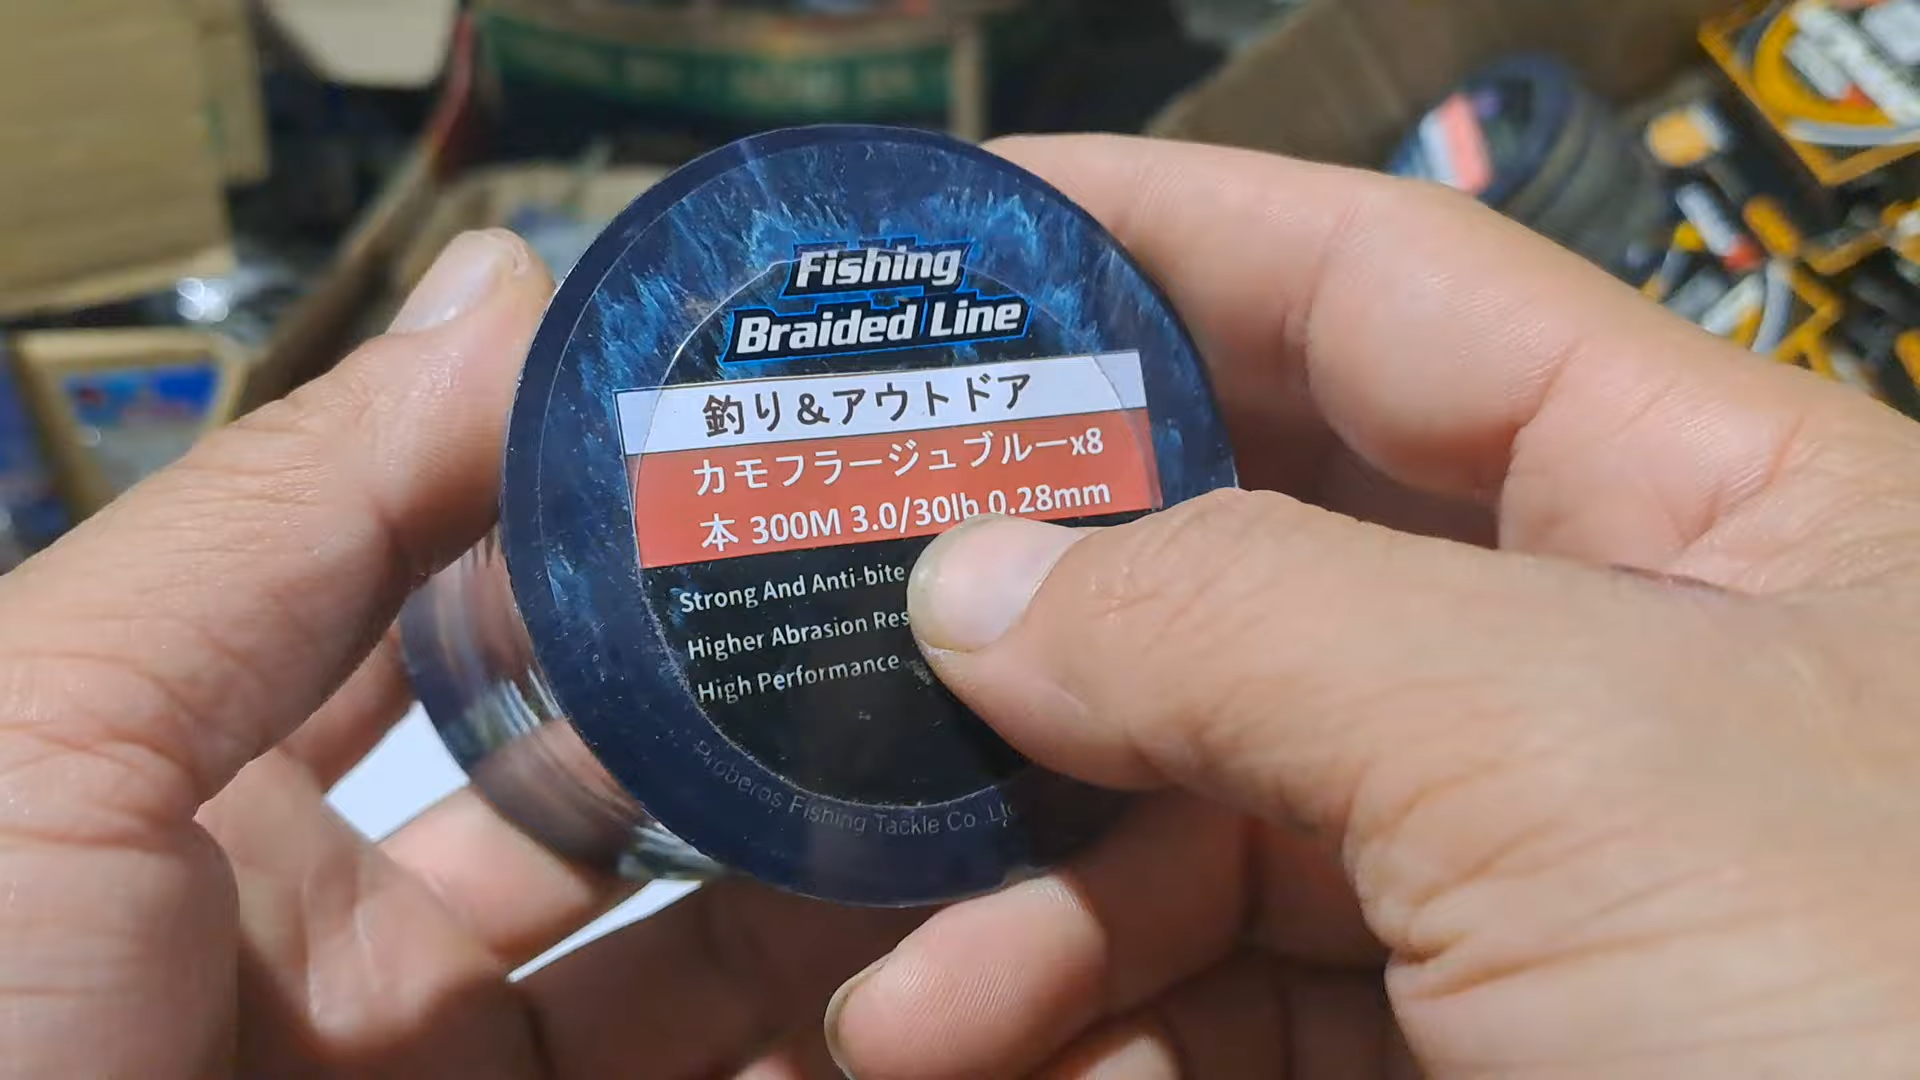 Fishing
Braided Line
釣り&アウトドア
カモフラージュブルーx8
本 300M 3.0/30lb 0.28mm
Strong And Anti-bite
Higher Abrasion
High Performance
Proberos Fishing Tackle Co